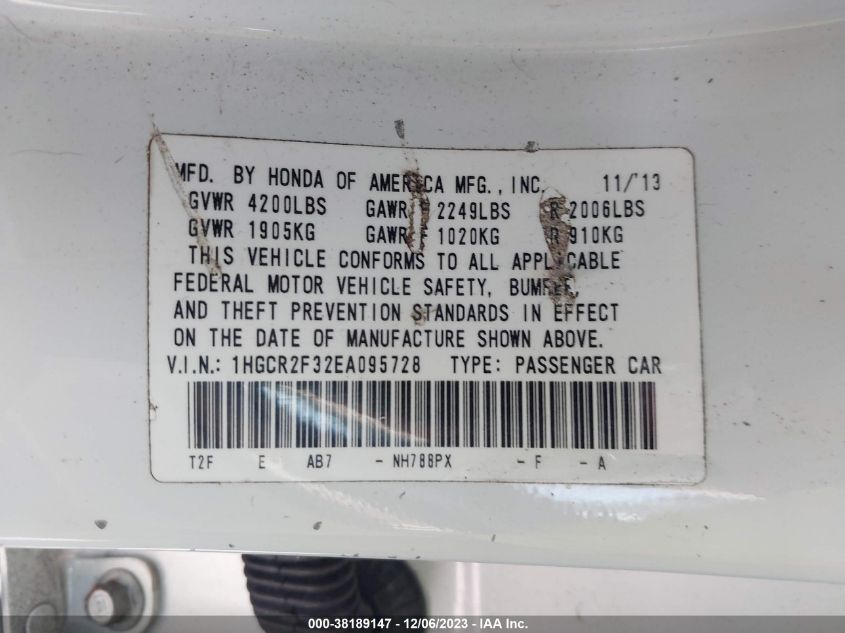 MFD. BY HONDA OF AMERICA MFG., INC. 11/13
GVWR 4200LBS GAWR F 2249LBS R 2006LBS
GVWR 1905KG GAWR F 1020KG R 910KG
THIS VEHICLE CONFORMS TO ALL APPLICABLE
FEDERAL MOTOR VEHICLE SAFETY, BUMPER,
AND THEFT PREVENTION STANDARDS IN EFFECT
ON THE DATE OF MANUFACTURE SHOWN ABOVE.
V.I.N.: 1HGCR2F32EA095728 TYPE: PASSENGER CAR
T2F E AB7 - NH788PX - F - A
000-38189147 - 12/06/2023 - IAA Inc.